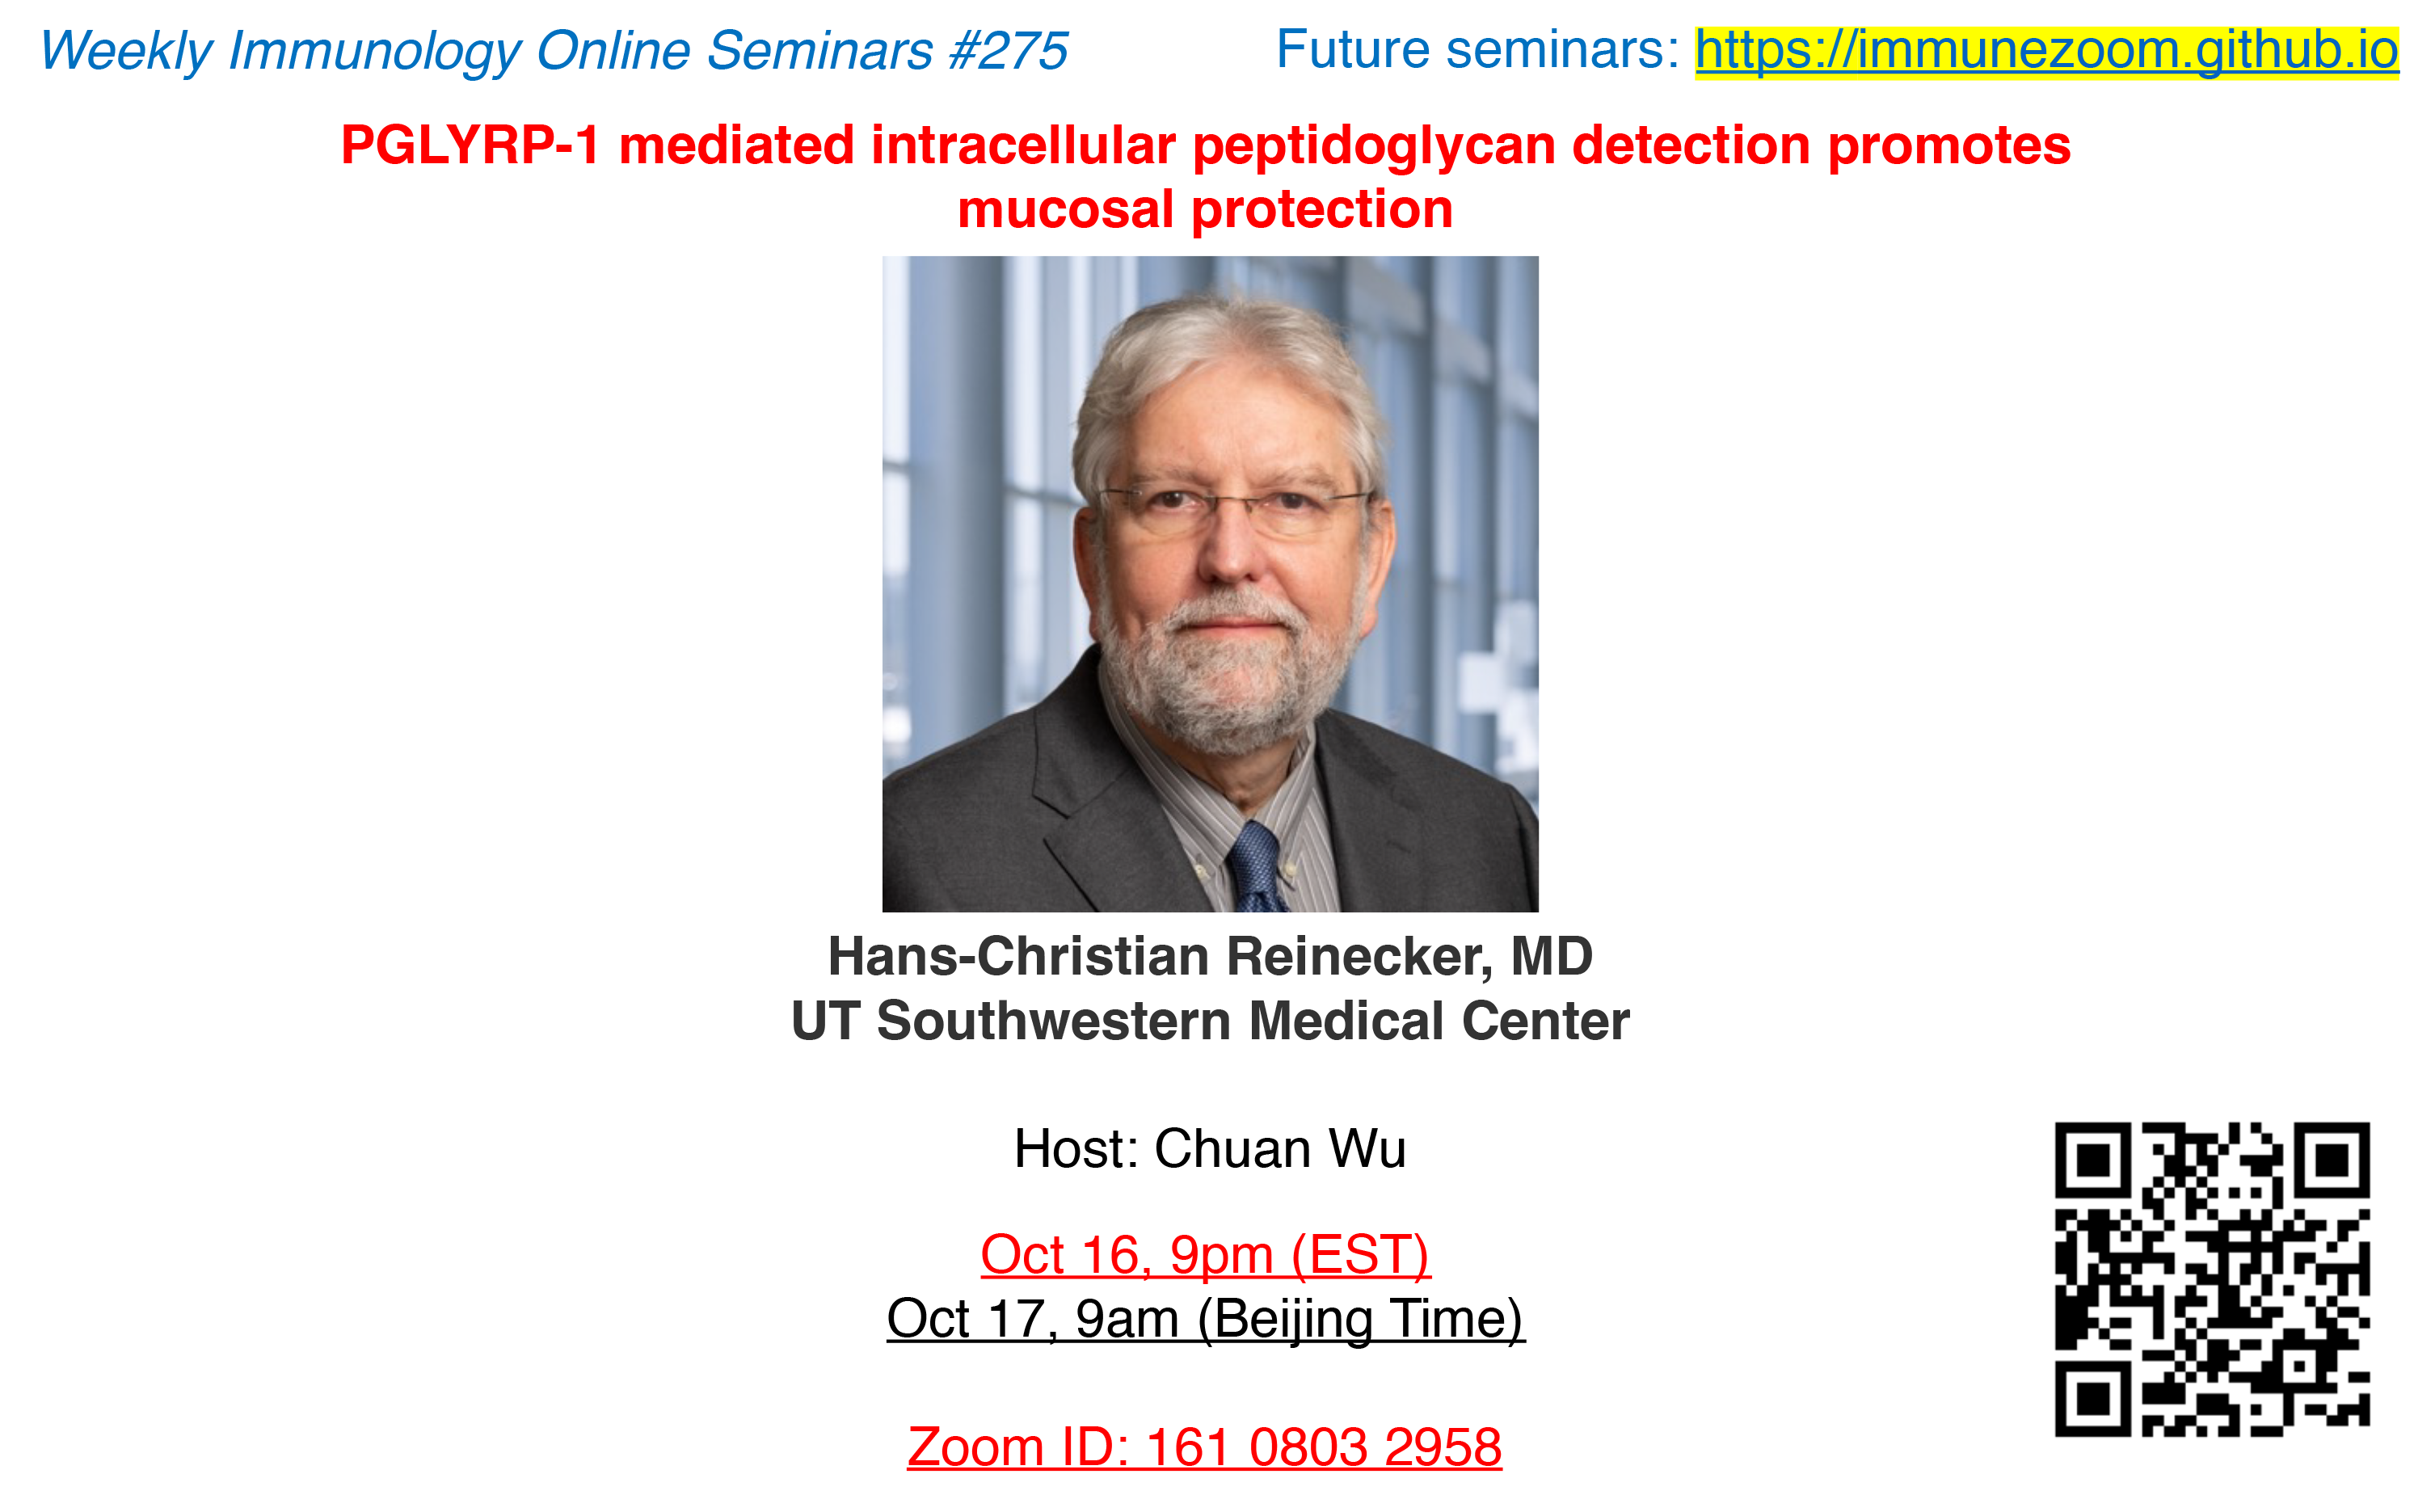 Weekly Immunology Online Seminars #275
Future seminars: https://immunezoom.github.io
PGLYRP-1 mediated intracellular peptidoglycan detection promotes
mucosal protection
Hans-Christian Reinecker, MD
UT Southwestern Medical Center
Host: Chuan Wu
Oct 16, 9pm (EST)
Oct 17, 9am (Beijing Time)
Zoom ID: 161 0803 2958